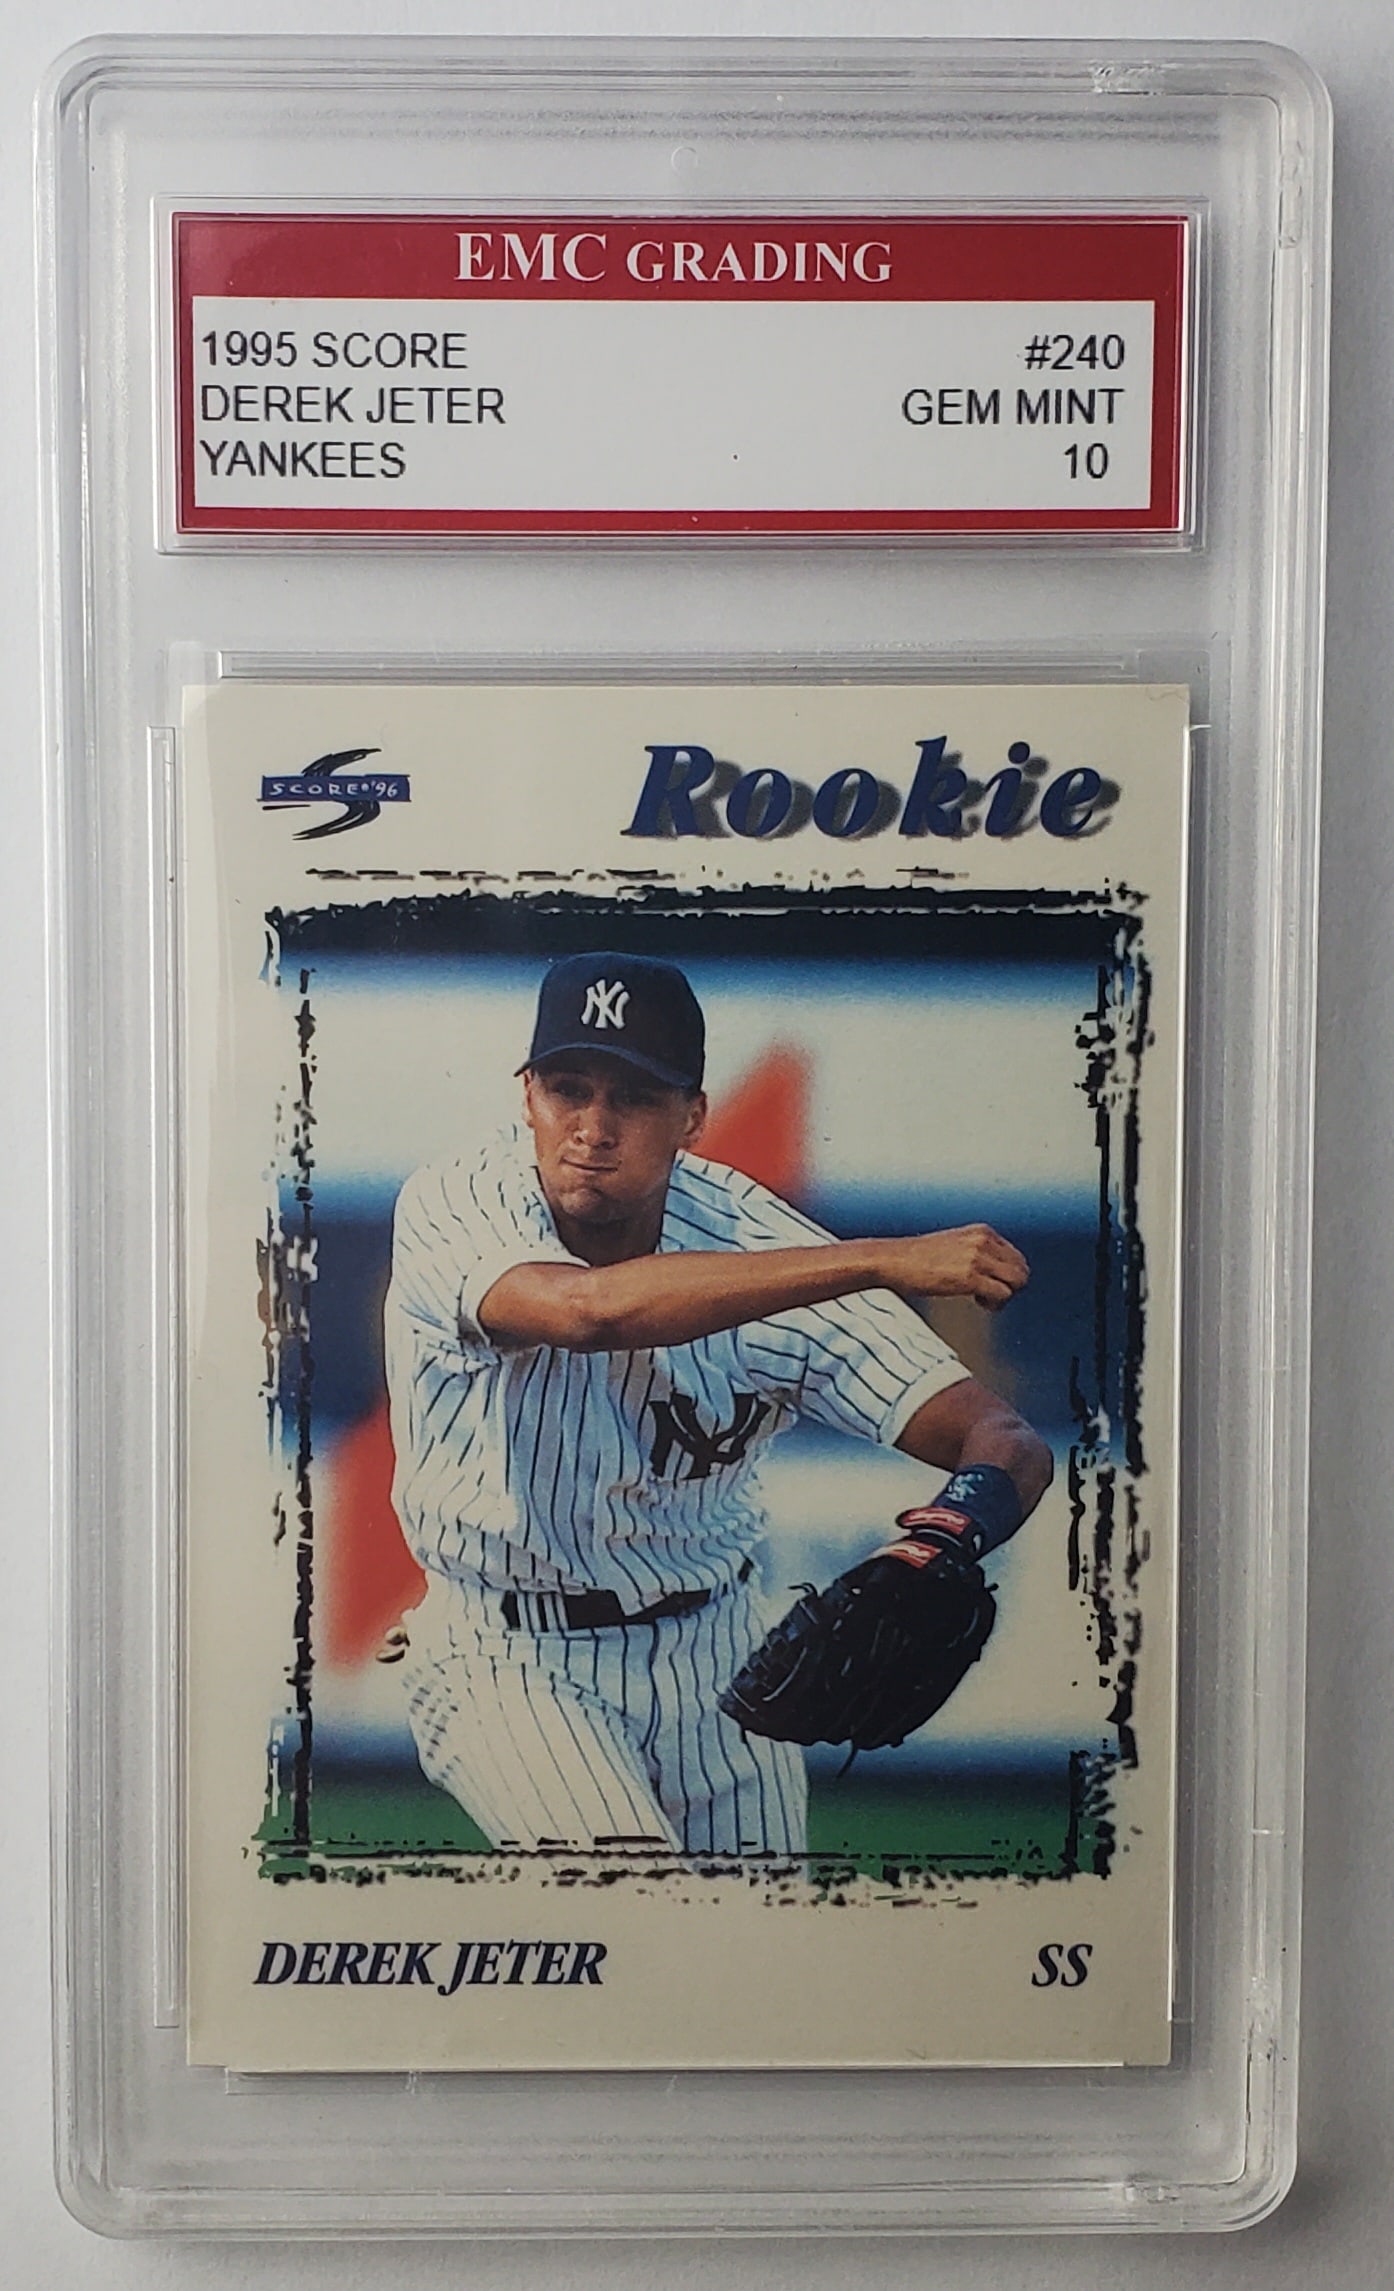 EMC GRADING
1995 SCORE #240
DEREK JETER GEM MINT
YANKEES 10
SCORE®'96
Rookie
NY
NY
DEREK JETER SS